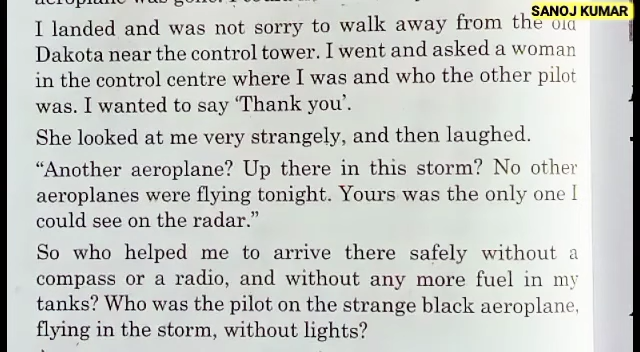 SANOJ KUMAR
I landed and was not sorry to walk away from the old
Dakota near the control tower. I went and asked a woman
in the control centre where I was and who the other pilot
was. I wanted to say ‘Thank you’.
She looked at me very strangely, and then laughed.
“Another aeroplane? Up there in this storm? No other
aeroplanes were flying tonight. Yours was the only one I
could see on the radar.”
So who helped me to arrive there safely without a
compass or a radio, and without any more fuel in my
tanks? Who was the pilot on the strange black aeroplane,
flying in the storm, without lights?